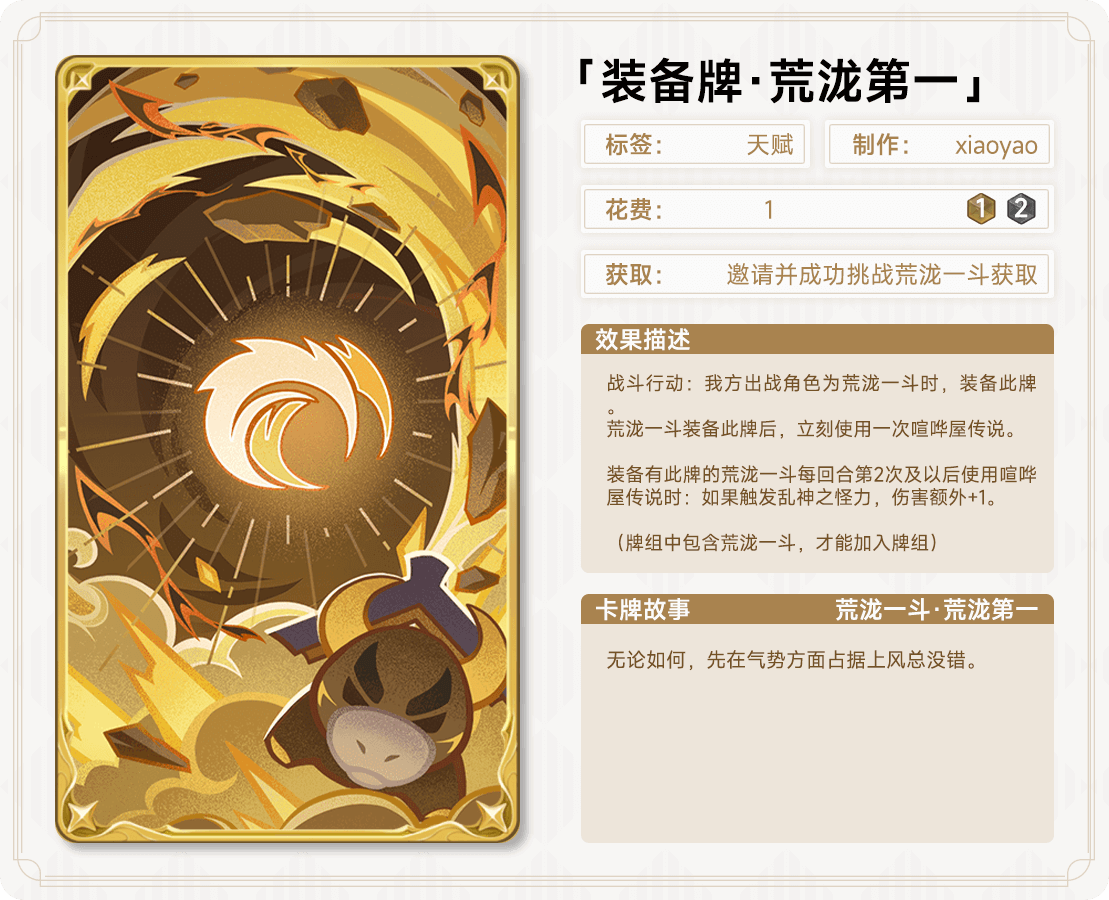 「装备牌·荒泷第一」
标签： 天赋 制作： xiaoyao
花费： 1 1 2
获取： 邀请并成功挑战荒泷一斗获取
效果描述
战斗行动：我方出战角色为荒泷一斗时，装备此牌
。
荒泷一斗装备此牌后，立刻使用一次喧哗屋传说。
装备有此牌的荒泷一斗每回合第2次及以后使用喧哗
屋传说时：如果触发乱神之怪力，伤害额外+1。
（牌组中包含荒泷一斗，才能加入牌组）
卡牌故事 荒泷一斗·荒泷第一
无论如何，先在气势方面占据上风总没错。